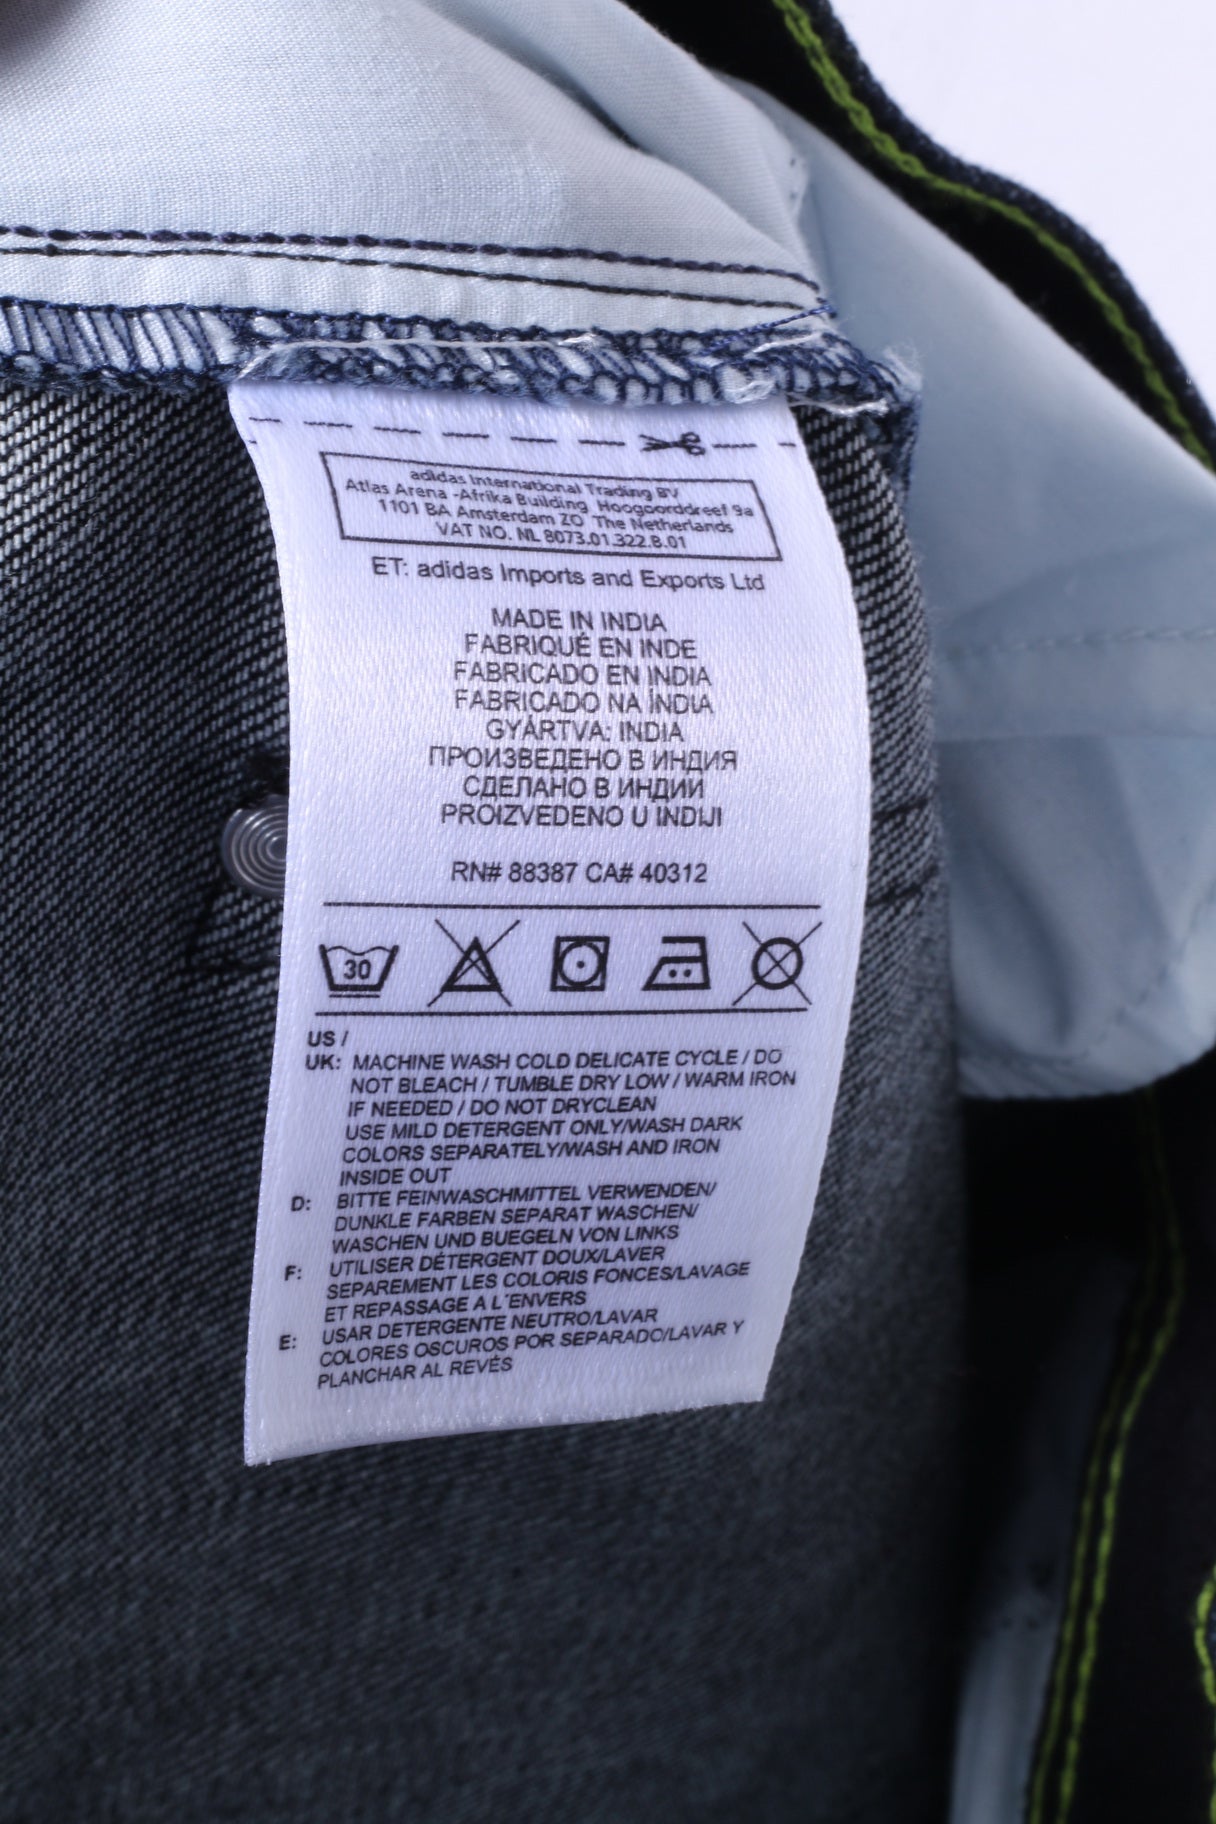 adidas International Trading BV
Atlas Arena -Afrika Building Hoogoorddreef 9a
1101 BA Amsterdam ZO The Netherlands
VAT NO. NL 8073.01.322.B.01
ET: adidas Imports and Exports Ltd
MADE IN INDIA
FABRIQUÉ EN INDE
FABRICADO EN INDIA
FABRICADO NA ÍNDIA
GYÁRTVA: INDIA
ПРОИЗВЕДЕНО В ИНДИЯ
СДЕЛАНО В ИНДИИ
PROIZVEDENO U INDIJI
RN# 88387 CA# 40312
30
US /
UK: MACHINE WASH COLD DELICATE CYCLE / DO
NOT BLEACH / TUMBLE DRY LOW / WARM IRON
IF NEEDED / DO NOT DRYCLEAN
USE MILD DETERGENT ONLY/WASH DARK
COLORS SEPARATELY/WASH AND IRON
INSIDE OUT
D: BITTE FEINWASCHMITTEL VERWENDEN/
DUNKLE FARBEN SEPARAT WASCHEN/
WASCHEN UND BUEGELN VON LINKS
F: UTILISER DÉTERGENT DOUX/LAVER
SEPAREMENT LES COLORIS FONCES/LAVAGE
ET REPASSAGE A L'ENVERS
E: USAR DETERGENTE NEUTRO/LAVAR
COLORES OSCUROS POR SEPARADO/LAVAR Y
PLANCHAR AL REVÉS